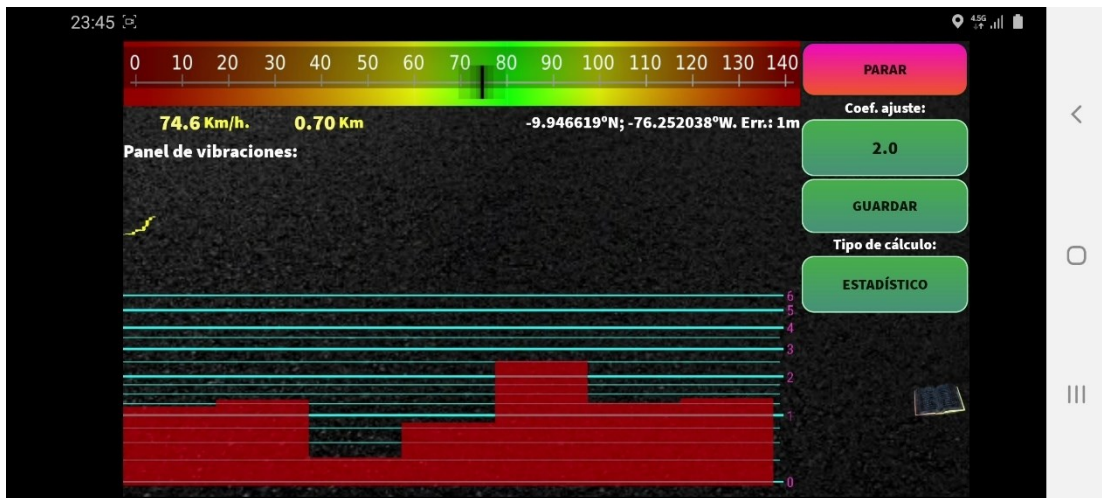 23:45
4.5G
0 10 20 30 40 50 60 70 80 90 100 110 120 130 140
PARAR
74.6 Km/h. 0.70 Km -9.946619ºN; -76.252038ºW. Err.: 1m
Coef. ajuste:
Panel de vibraciones:
2.0
GUARDAR
Tipo de cálculo:
ESTADÍSTICO
6
5
4
3
2
1
0